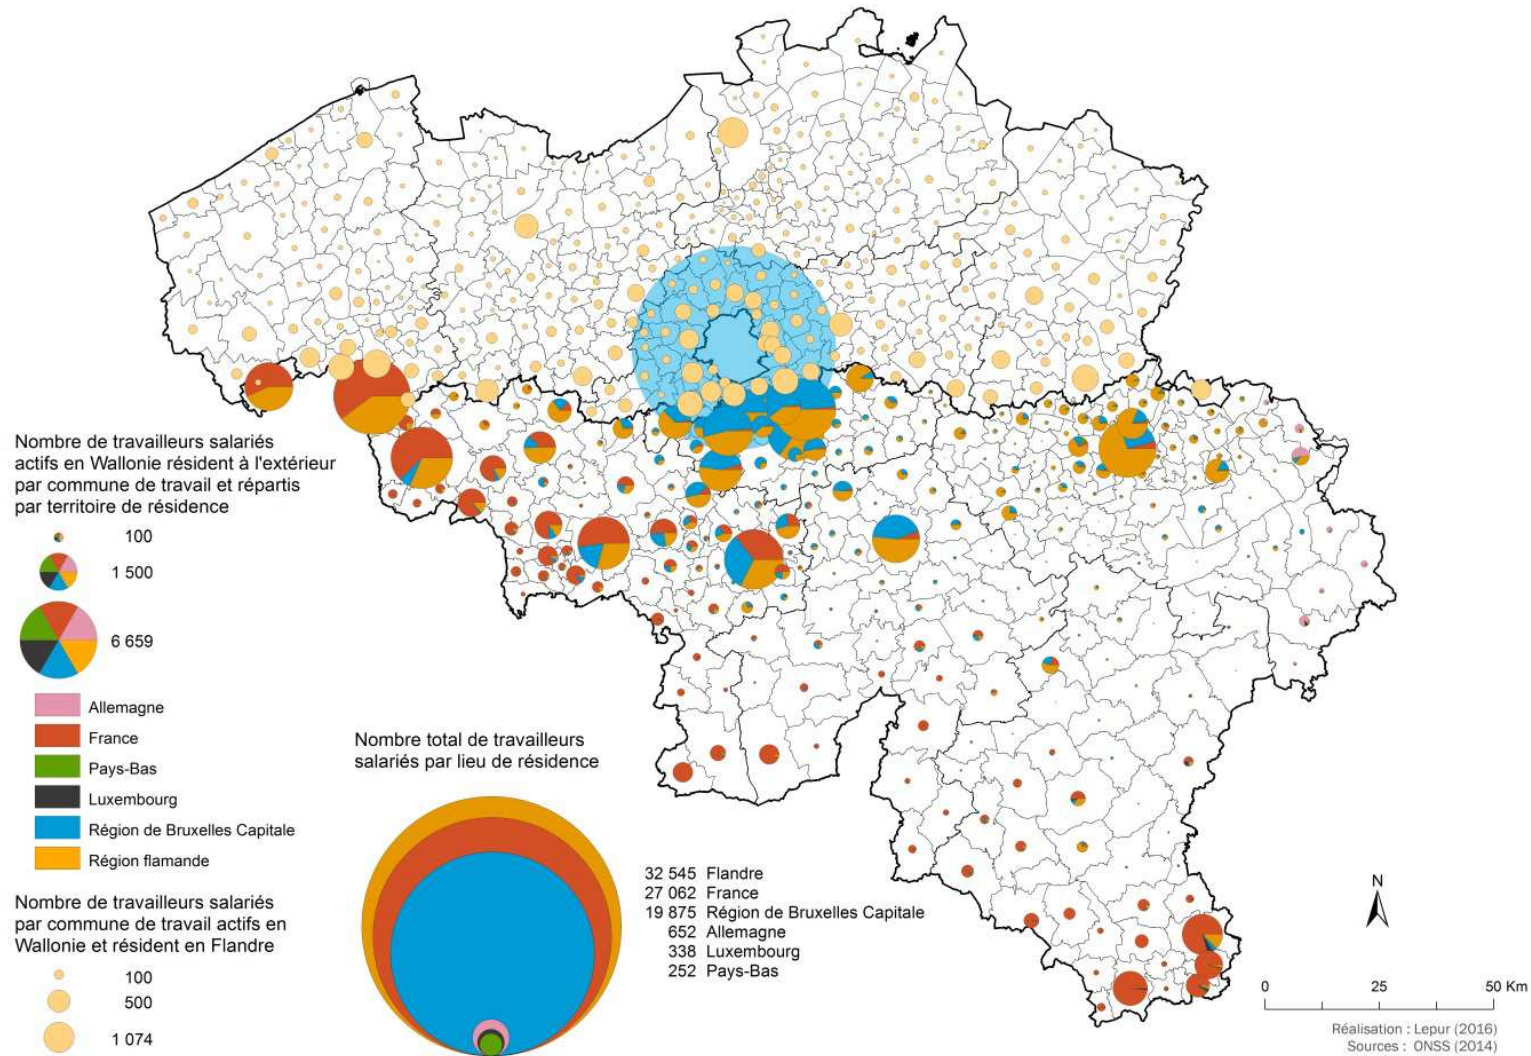 Nombre de travailleurs salariés
actifs en Wallonie résident à l'extérieur
par commune de travail et répartis
par territoire de résidence
100
1 500
6 659
Allemagne
France
Pays-Bas
Luxembourg
Région de Bruxelles Capitale
Région flamande
Nombre de travailleurs salariés
par commune de travail actifs en
Wallonie et résident en Flandre
100
500
1 074
Nombre total de travailleurs
salariés par lieu de résidence
32 545 Flandre
27 062 France
19 875 Région de Bruxelles Capitale
652 Allemagne
338 Luxembourg
252 Pays-Bas
N
0 25 50 Km
Réalisation : Lepur (2016)
Sources : ONSS (2014)